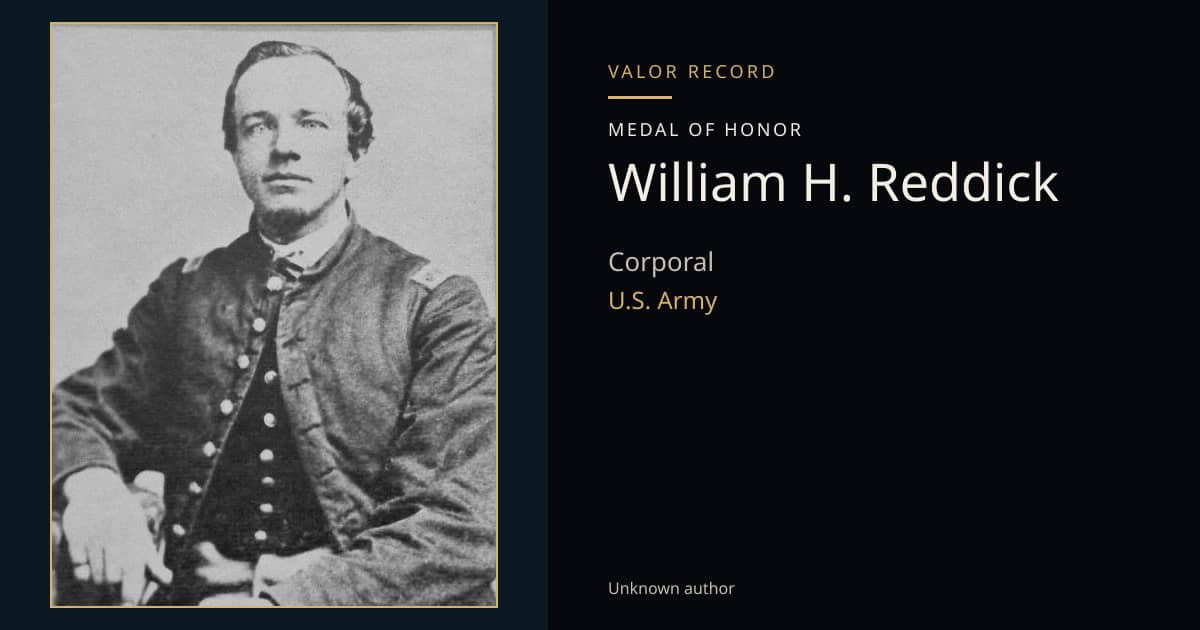 VALOR RECORD
MEDAL OF HONOR
William H. Reddick
Corporal
U.S. Army
Unknown author